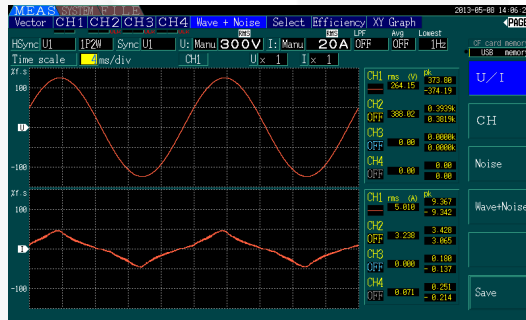 MEAS SYSTEM FILE 2013-05-08 14:06:2
Vector CH1 CH2 CH3 CH4 Wave + Noise Select Efficiency XY Graph PAGE
HSync U1 1P2W Sync U1 U: Manu RMS 300V I: Manu RMS 20A LPF OFF Avg OFF Lowest 1Hz
CF card memory
USB memor
Time scale 4 ms/div CH1 U x 1 I x 1
Xf.s
100
U
-100
CH1 rms (V) 264.15 pk 373.80 -374.19
CH2 OFF 388.02 0.3939k 0.3819k
CH3 OFF 0.00 0.0000k 0.0000k
CH4 OFF 0.00 0.00 0.00
Xf.s
100
I
-100
CH1 rms (A) 5.010 pk 9.367 - 9.342
CH2 OFF 3.238 3.428 3.065
CH3 OFF 0.000 0.180 - 0.137
CH4 OFF 0.071 0.251 - 0.214
U/I
CH
Noise
Wave+Noise
Save